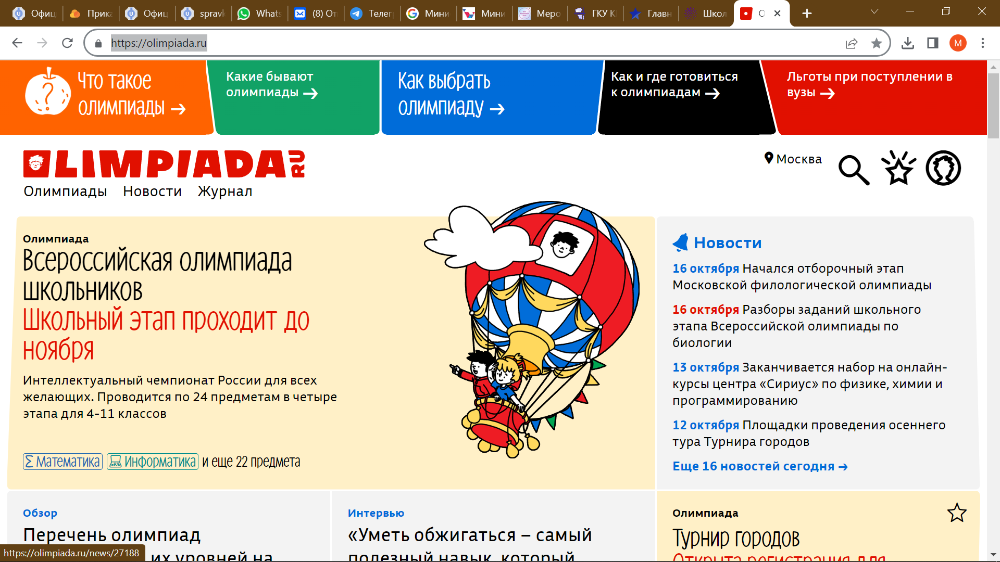 Офиц
Прика
Офиц
spravk
Whats
(8) От
Телег
Мини
Мини
Меро
ГКУ К
Главн
Школ
О
https://olimpiada.ru
M
Что такое
олимпиады →
Какие бывают
олимпиады →
Как выбрать
олимпиаду →
Как и где готовиться
к олимпиадам →
Льготы при поступлении в
вузы →
OLIMPIADA RU
Москва
Олимпиады Новости Журнал
Олимпиада
Всероссийская олимпиада
школьников
Школьный этап проходит до
ноября
Интеллектуальный чемпионат России для всех
желающих. Проводится по 24 предметам в четыре
этапа для 4-11 классов
Математика Информатика и еще 22 предмета
Новости
16 октября Начался отборочный этап
Московской филологической олимпиады
16 октября Разборы заданий школьного
этапа Всероссийской олимпиады по
биологии
13 октября Заканчивается набор на онлайн-
курсы центра «Сириус» по физике, химии и
программированию
12 октября Площадки проведения осеннего
тура Турнира городов
Еще 16 новостей сегодня →
Обзор
Перечень олимпиад
их уровней на
Интервью
«Уметь обжигаться – самый
полезный навык, который
Олимпиада
Турнир городов
Открыта регистрация для
https://olimpiada.ru/news/27188